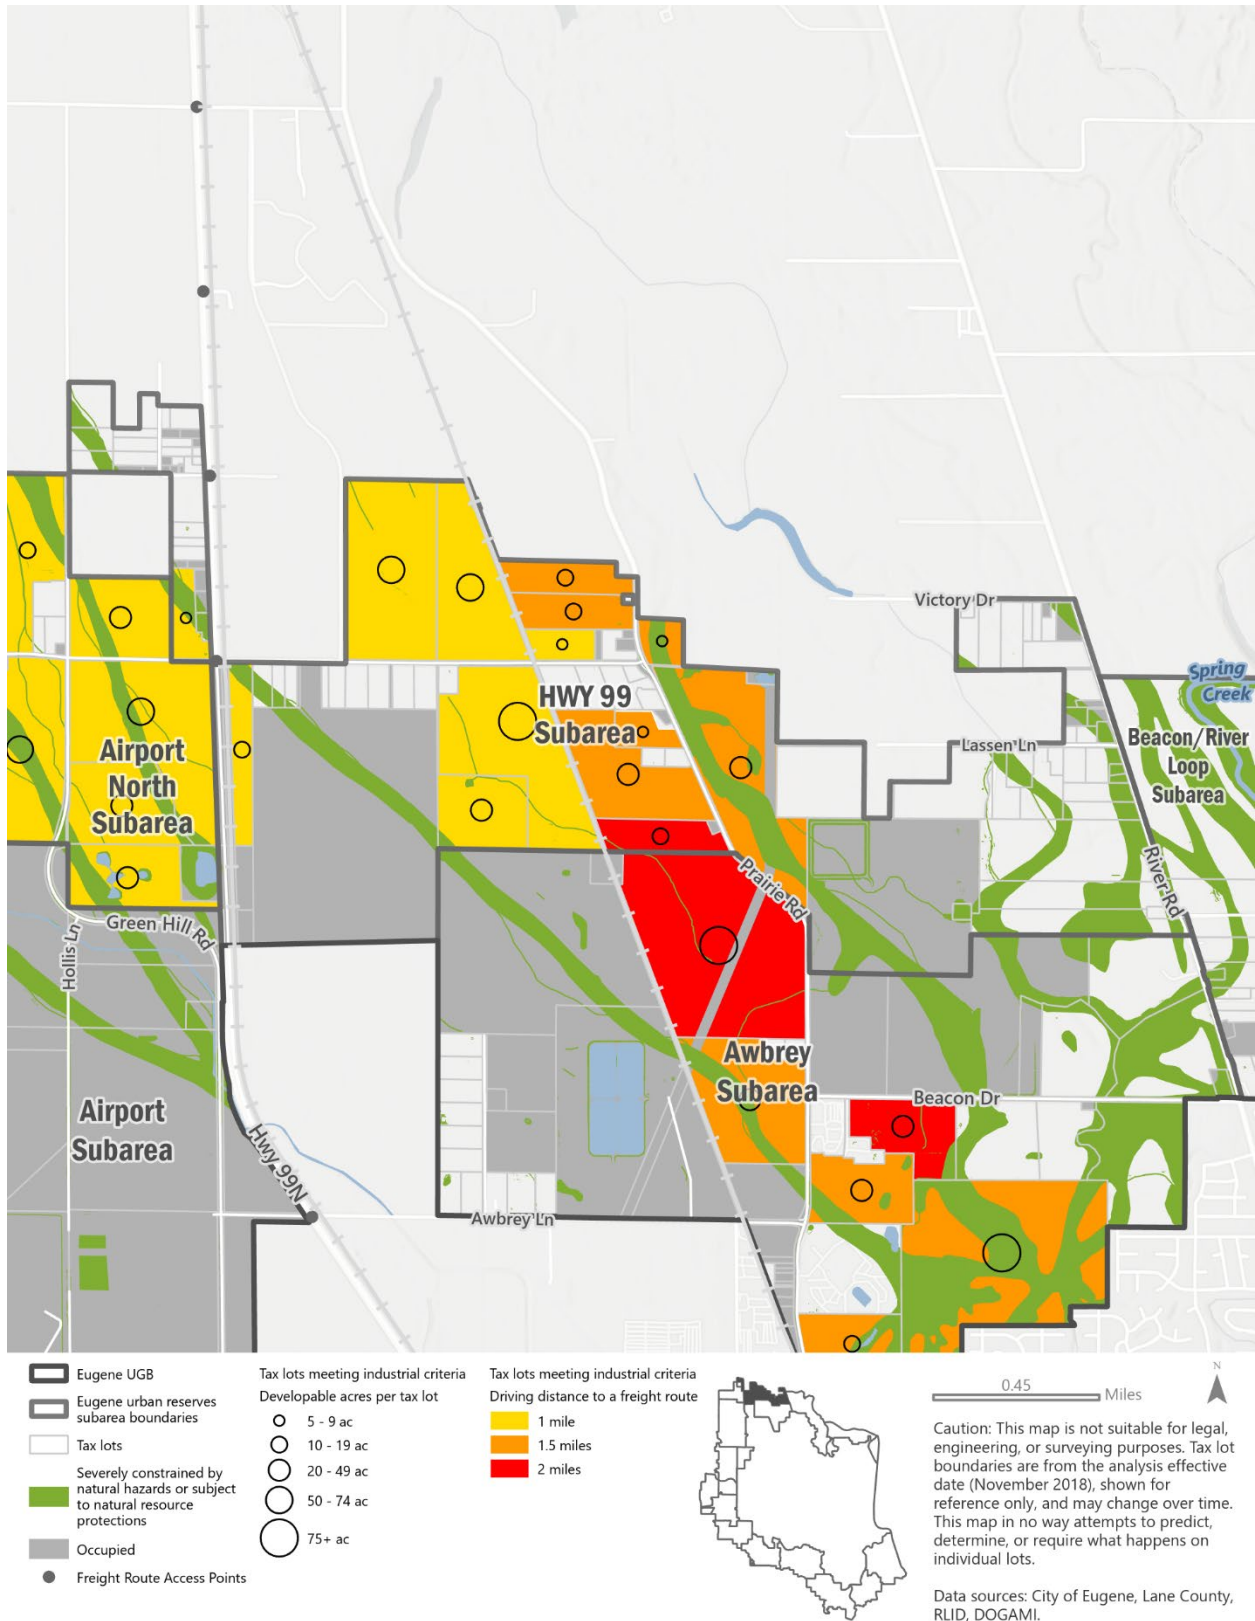 Victory Dr
Spring
Creek
HWY 99
Subarea
Lassen Ln
Beacon/River
Loop
Subarea
Airport
North
Subarea
River Rd
Prairie Rd
Green Hill Rd
Hollis Ln
Awbrey
Subarea
Beacon Dr
Airport
Subarea
Hwy 99N
Awbrey Ln
Eugene UGB
Eugene urban reserves
subarea boundaries
Tax lots
Severely constrained by
natural hazards or subject
to natural resource
protections
Occupied
Freight Route Access Points
Tax lots meeting industrial criteria
Developable acres per tax lot
5 - 9 ac
10 - 19 ac
20 - 49 ac
50 - 74 ac
75+ ac
Tax lots meeting industrial criteria
Driving distance to a freight route
1 mile
1.5 miles
2 miles
N
0.45
Miles
Caution: This map is not suitable for legal,
engineering, or surveying purposes. Tax lot
boundaries are from the analysis effective
date (November 2018), shown for
reference only, and may change over time.
This map in no way attempts to predict,
determine, or require what happens on
individual lots.
Data sources: City of Eugene, Lane County,
RLID, DOGAMI.